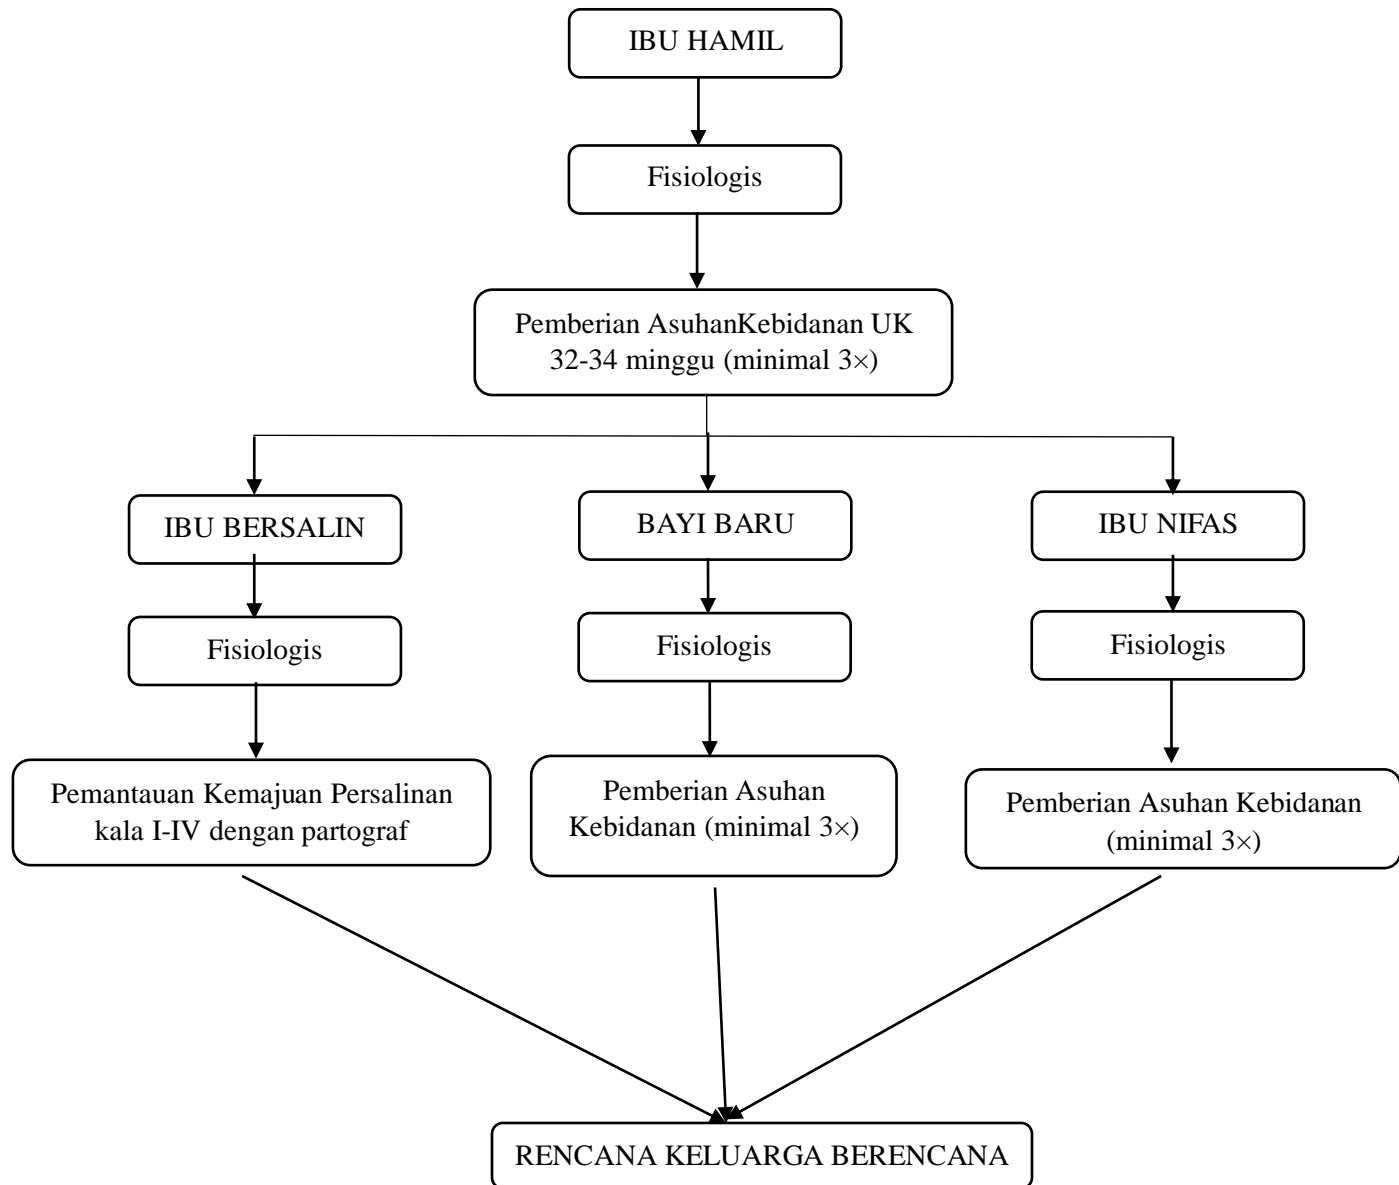 IBU HAMIL
Fisiologis
Pemberian AsuhanKebidanan UK
32-34 minggu (minimal 3×)
IBU BERSALIN
BAYI BARU
IBU NIFAS
Fisiologis
Fisiologis
Fisiologis
Pemantauan Kemajuan Persalinan
kala I-IV dengan partograf
Pemberian Asuhan
Kebidanan (minimal 3×)
Pemberian Asuhan Kebidanan
(minimal 3×)
RENCANA KELUARGA BERENCANA